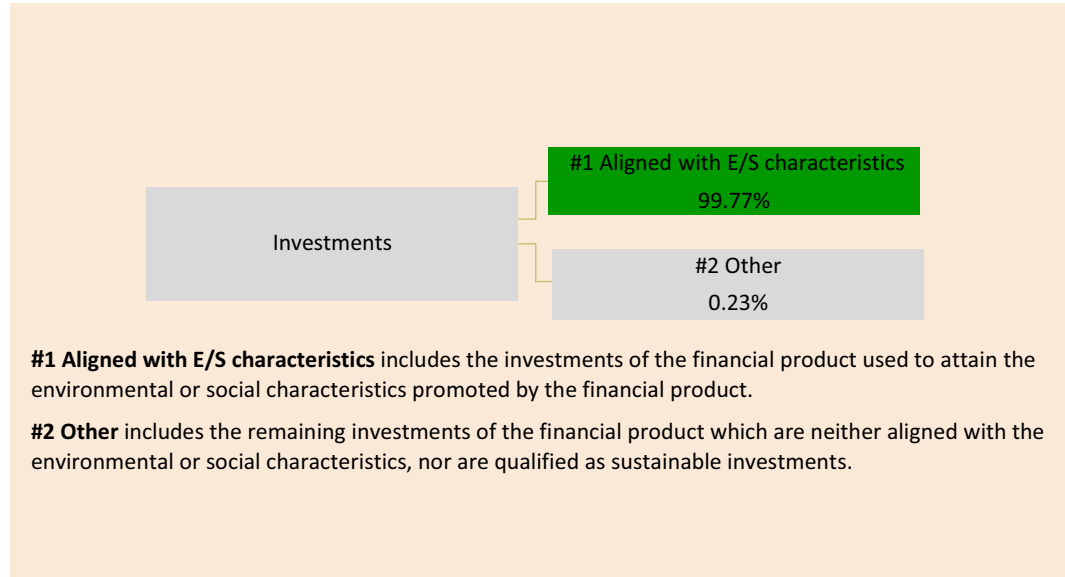 #1 Aligned with E/S characteristics
99.77%
Investments
#2 Other
0.23%
#1 Aligned with E/S characteristics includes the investments of the financial product used to attain the
environmental or social characteristics promoted by the financial product.
#2 Other includes the remaining investments of the financial product which are neither aligned with the
environmental or social characteristics, nor are qualified as sustainable investments.